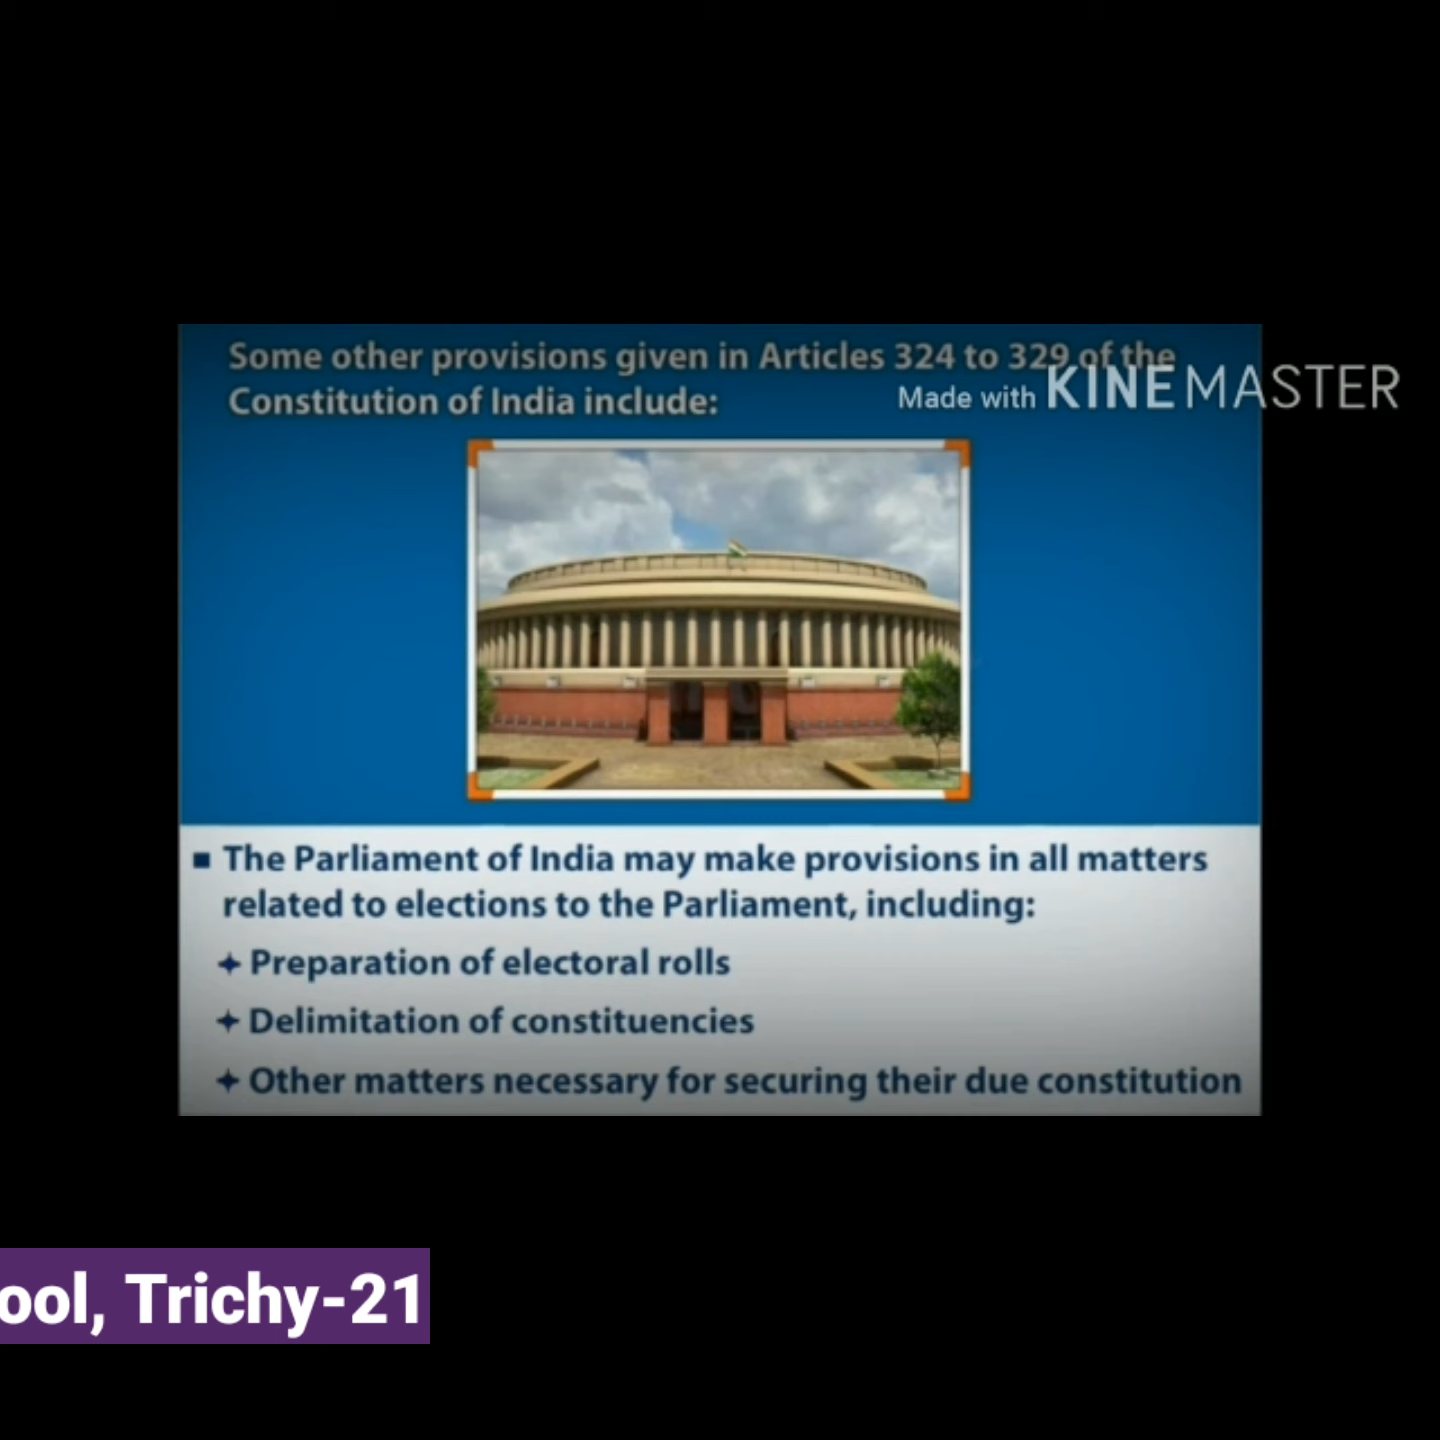 Some other provisions given in Articles 324 to 329 of the
Constitution of India include:
Made with KINEMASTER
■ The Parliament of India may make provisions in all matters
related to elections to the Parliament, including:
✦ Preparation of electoral rolls
✦ Delimitation of constituencies
✦ Other matters necessary for securing their due constitution
ool, Trichy-21